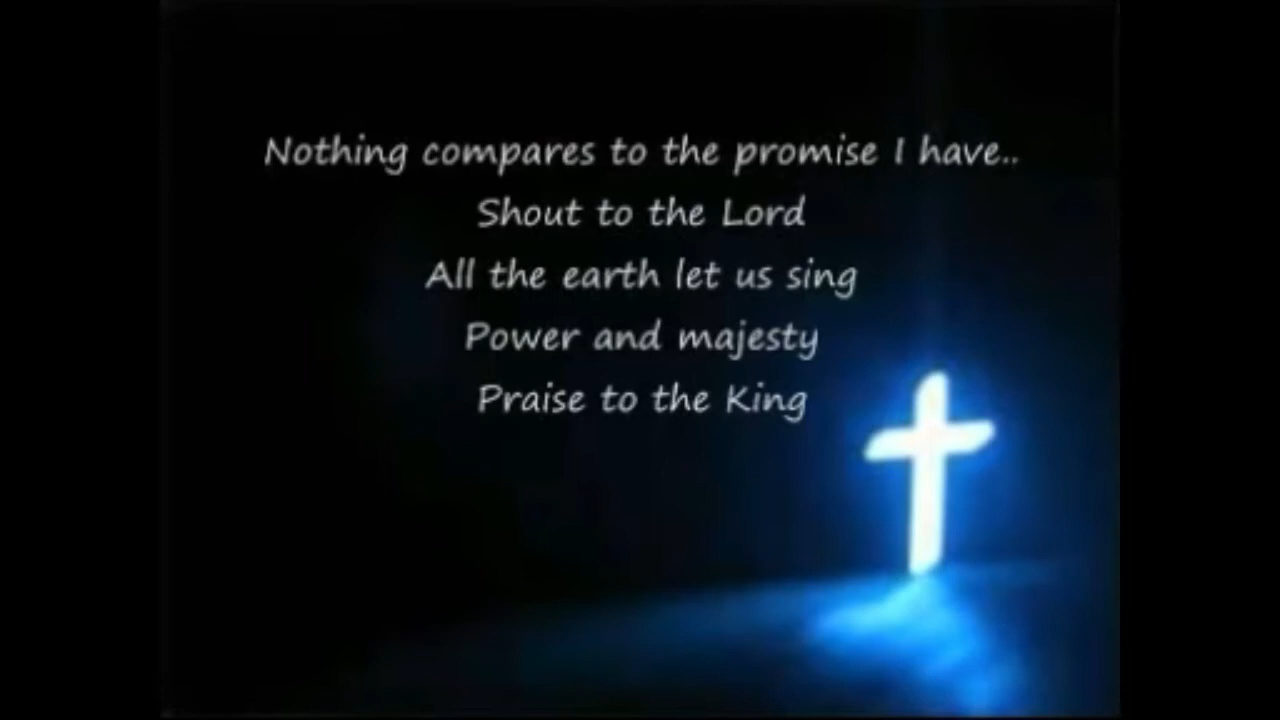 Nothing compares to the promise I have..
Shout to the Lord
All the earth let us sing
Power and majesty
Praise to the King